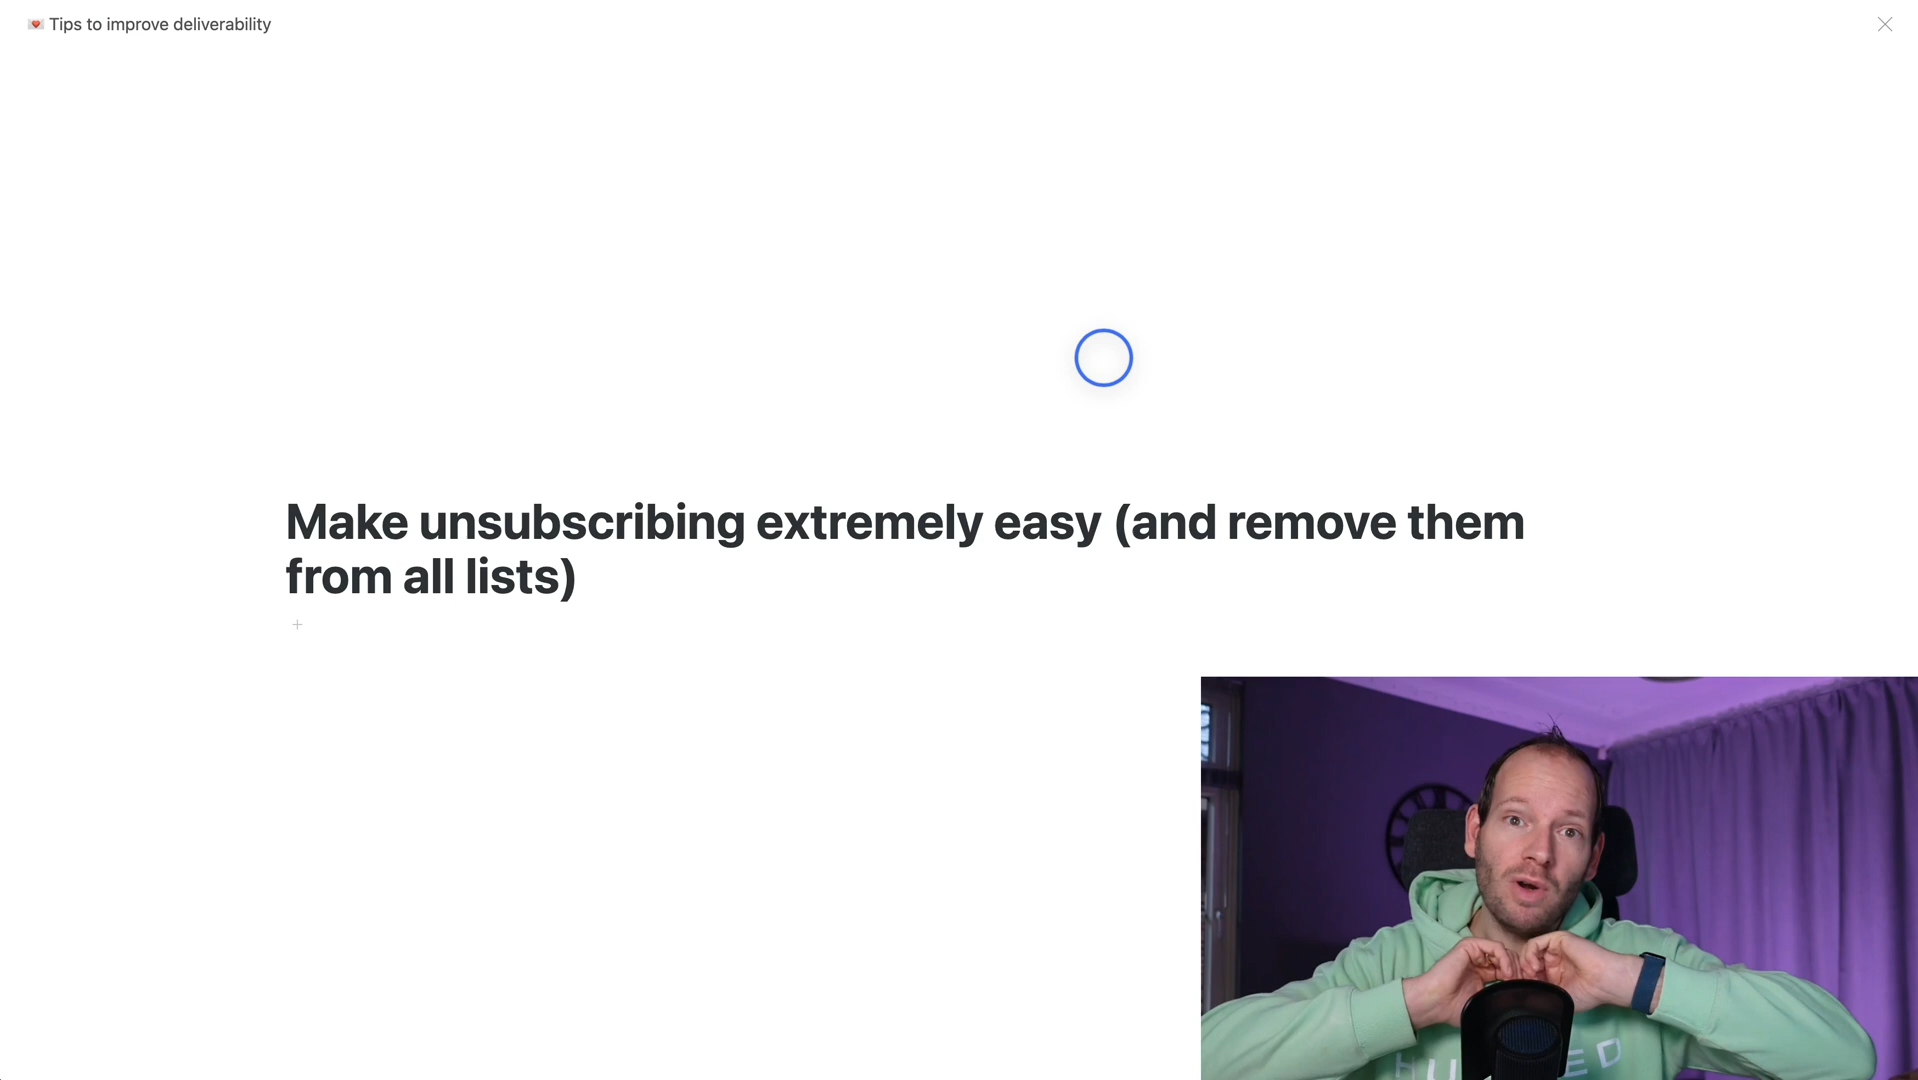 Tips to improve deliverability
Make unsubscribing extremely easy (and remove them
from all lists)